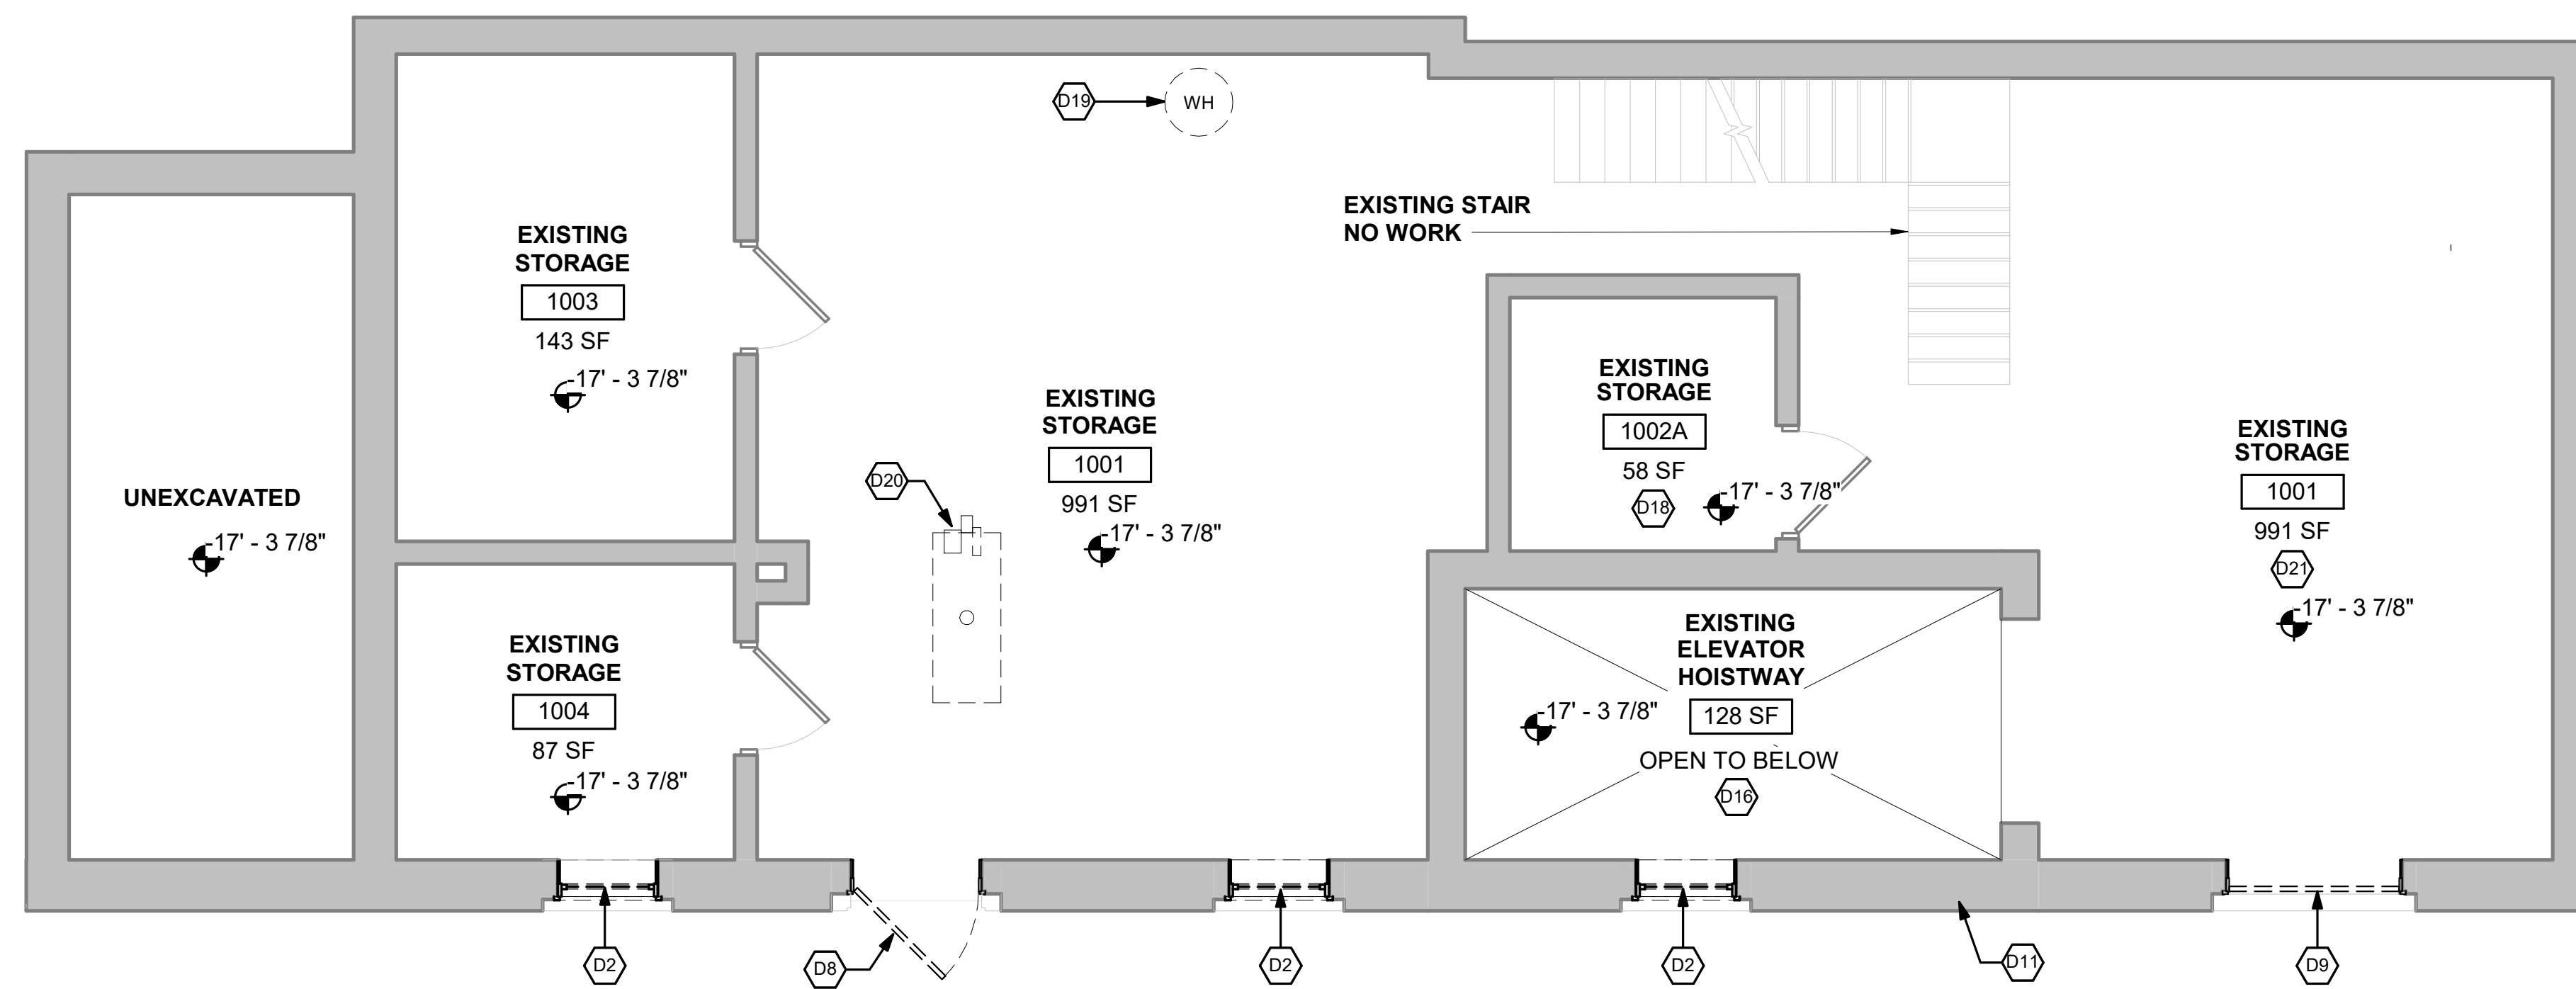 D19
WH
EXISTING STAIR
NO WORK
EXISTING
STORAGE
1003
143 SF
-17' - 3 7/8"
EXISTING
STORAGE
1001
991 SF
-17' - 3 7/8"
D20
EXISTING
STORAGE
1002A
58 SF
D18
-17' - 3 7/8"
EXISTING
STORAGE
1001
991 SF
D21
-17' - 3 7/8"
UNEXCAVATED
-17' - 3 7/8"
EXISTING
STORAGE
1004
87 SF
-17' - 3 7/8"
EXISTING
ELEVATOR
HOISTWAY
128 SF
-17' - 3 7/8"
OPEN TO BELOW
D16
D2
D8
D2
D2
D11
D9